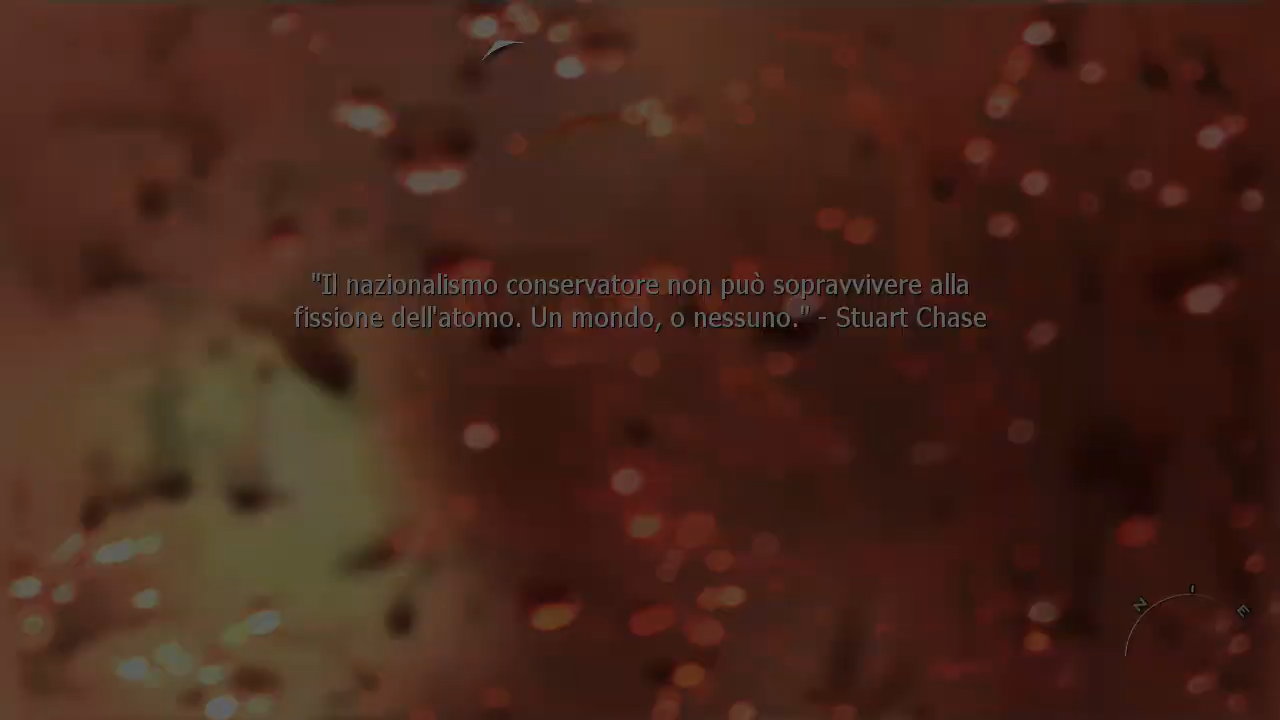 "Il nazionalismo conservatore non può sopravvivere alla
fissione dell'atomo. Un mondo, o nessuno." - Stuart Chase
N
E